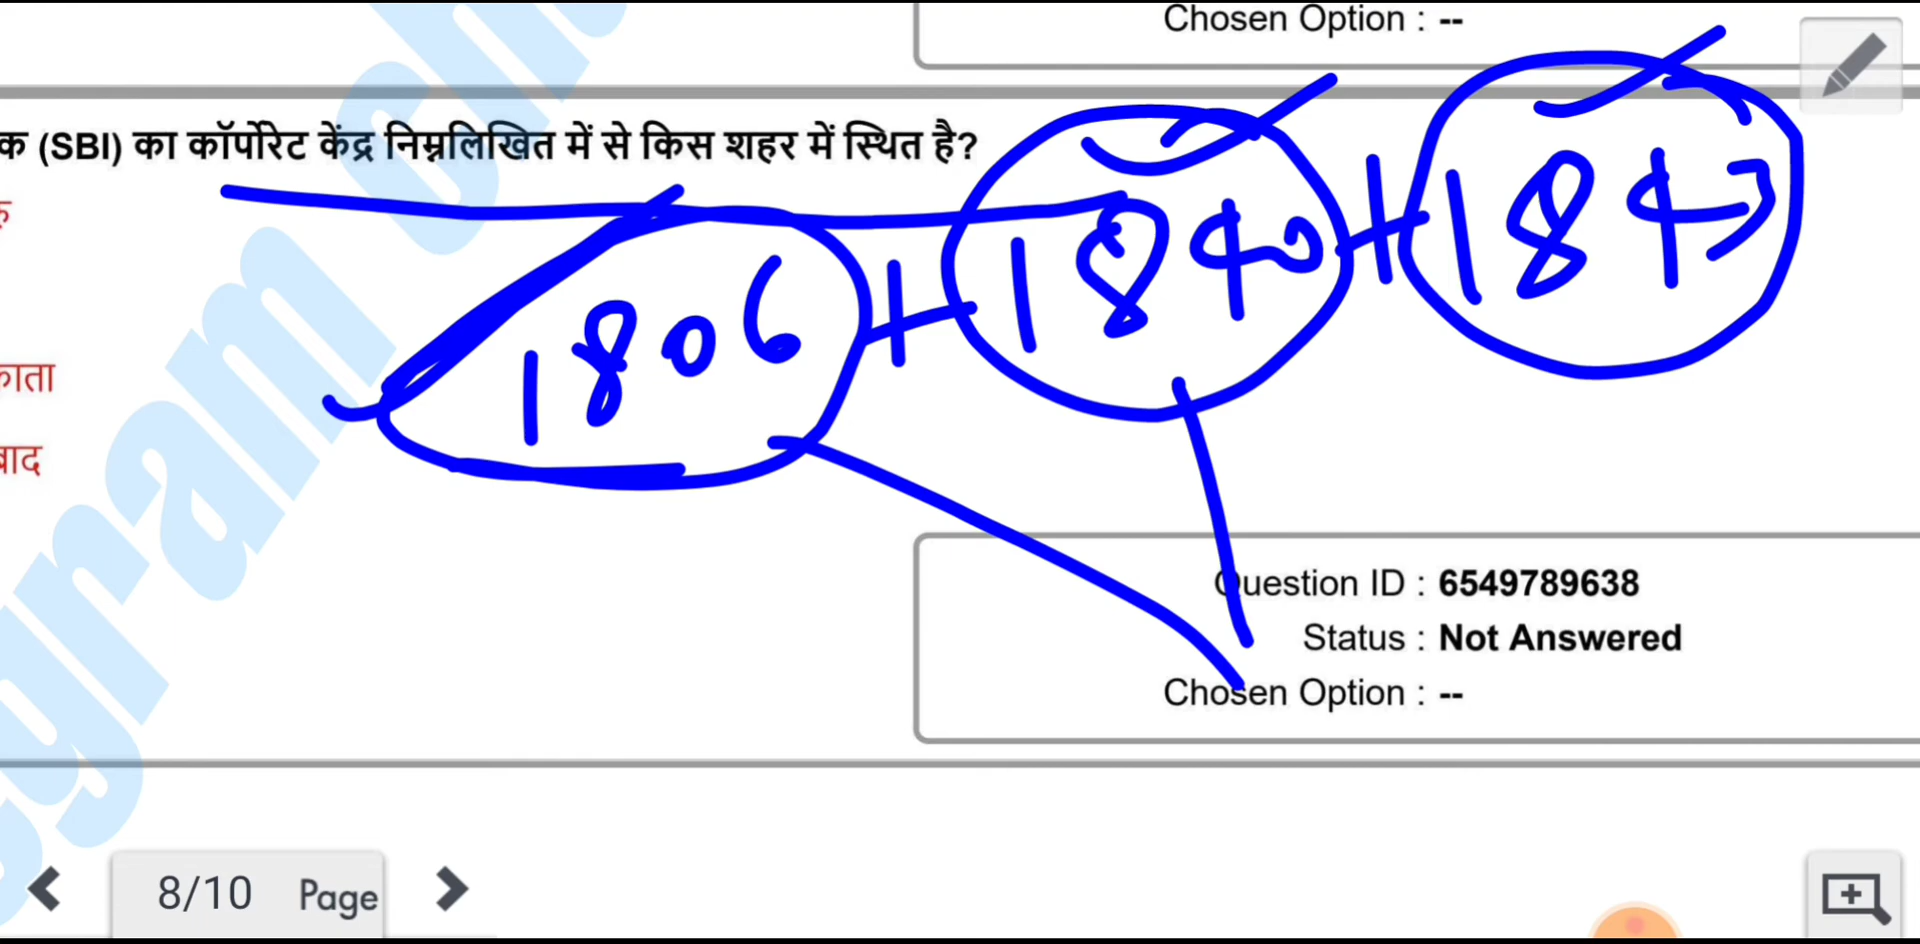 Chosen Option : --
क (SBI) का कॉर्पोरेट केंद्र निम्नलिखित में से किस शहर में स्थित है?
1806 + 1840 + 1843
Question ID : 6549789638
Status : Not Answered
Chosen Option : --
8/10 Page